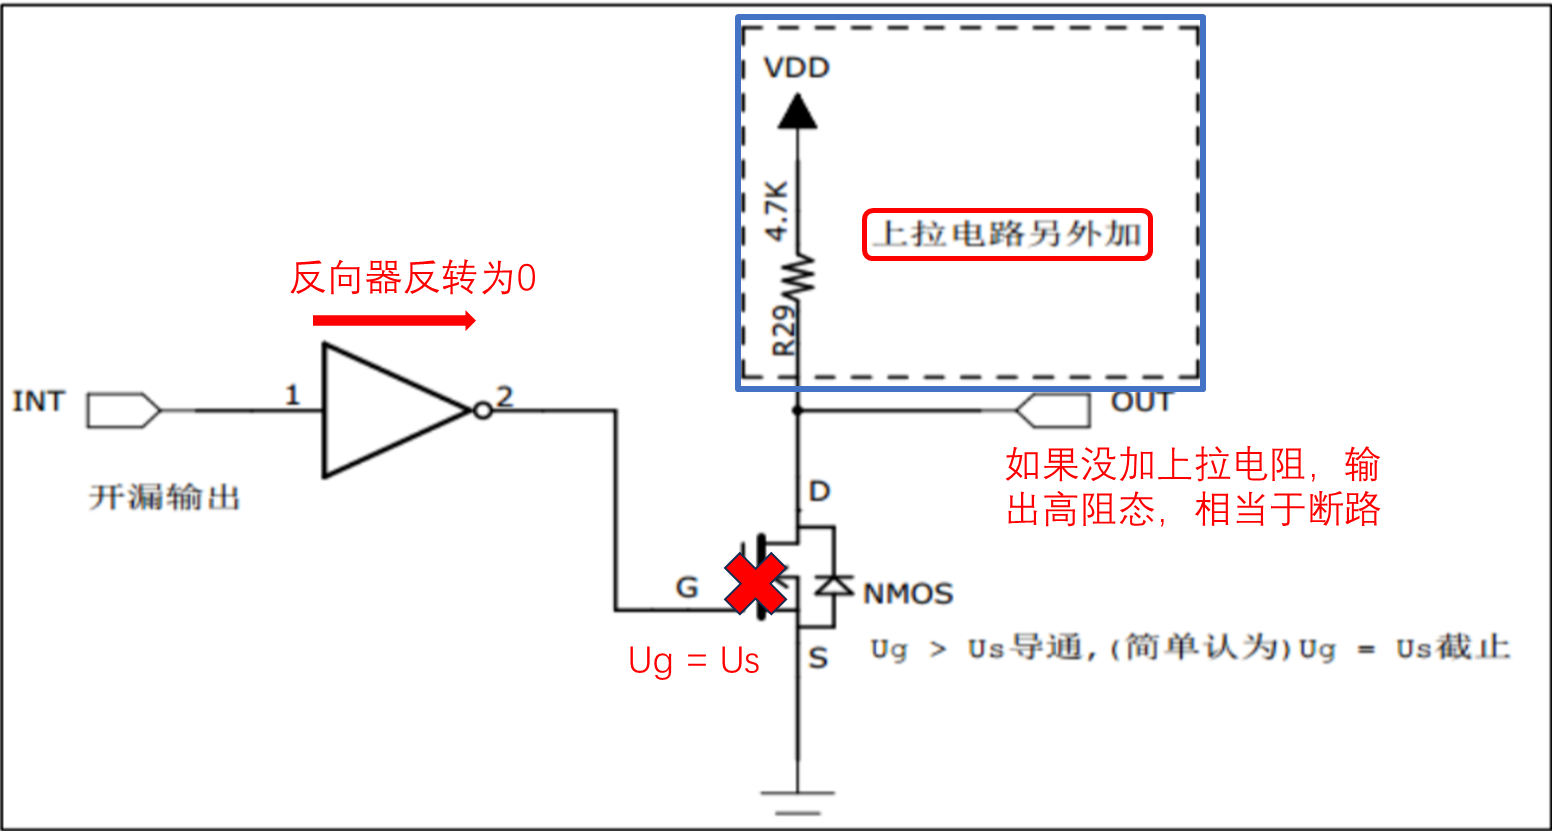 VDD
4.7K
上拉电路另外加
R29
反向器反转为0
INT
1
2
OUT
开漏输出
如果没加上拉电阻，输
出高阻态，相当于断路
D
G
NMOS
Ug = Us
S
Ug > Us导通,(简单认为)Ug = Us截止